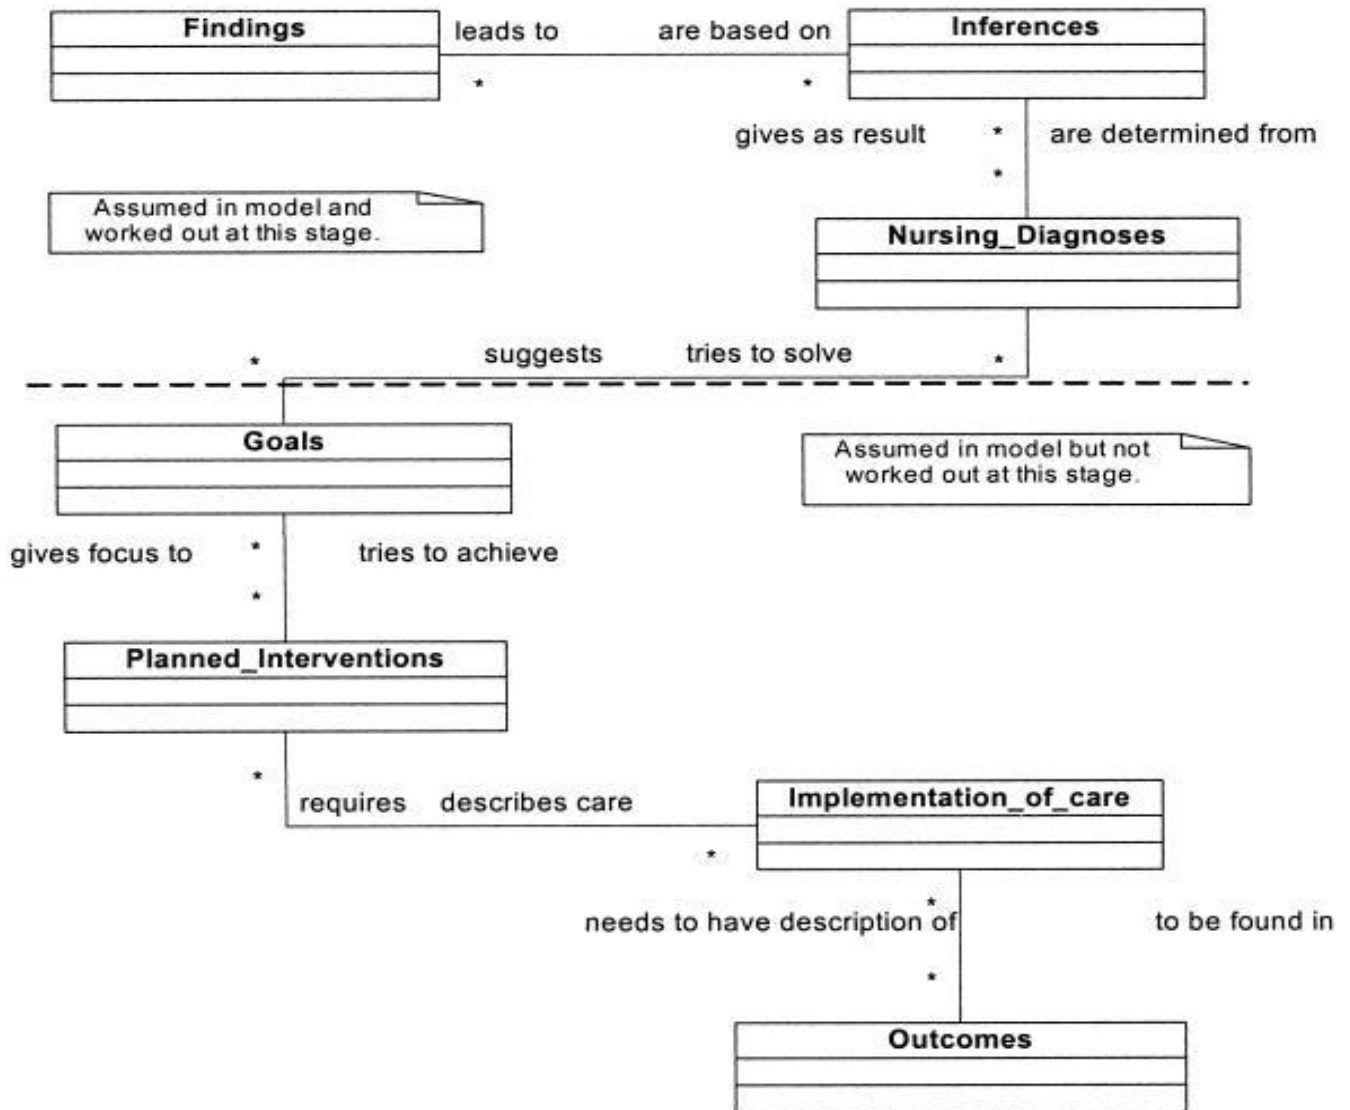 Findings
leads to
are based on
Inferences
*
*
gives as result
*
are determined from
*
Assumed in model and
worked out at this stage.
Nursing_Diagnoses
*
suggests
tries to solve
*
Goals
Assumed in model but not
worked out at this stage.
gives focus to
*
tries to achieve
*
Planned_Interventions
*
requires
describes care
Implementation_of_care
*
*
needs to have description of
to be found in
*
Outcomes